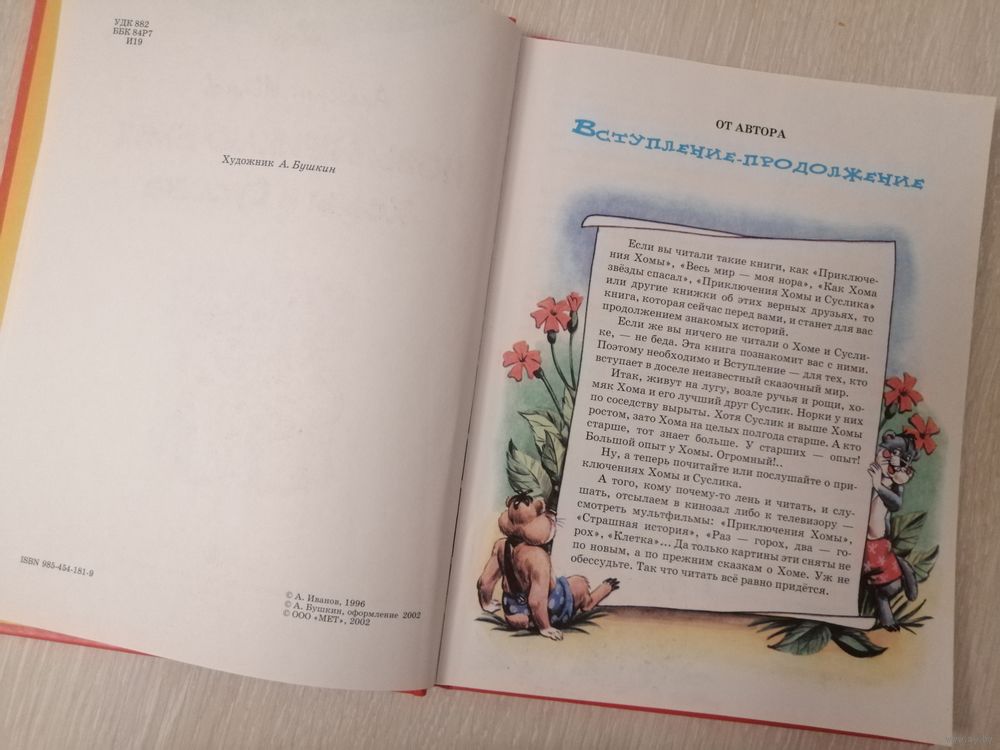 УДК 882
ББК 84Р7
И19
Художник А. Бушкин
ISBN 985-454-181-9
© А. Иванов, 1996
© А. Бушкин, оформление 2002
© ООО «МЕТ», 2002
ОТ АВТОРА
Вступление-продолжение
Если вы читали такие книги, как «Приключе-
ния Хомы», «Весь мир — моя нора», «Как Хома
звёзды спасал», «Приключения Хомы и Суслика»
или другие книжки об этих верных друзьях, то
книга, которая сейчас перед вами, и станет для вас
продолжением знакомых историй.
Если же вы ничего не читали о Хоме и Сусли-
ке, — не беда. Эта книга познакомит вас с ними.
Поэтому необходимо и Вступление — для тех, кто
вступает в доселе неизвестный сказочный мир.
Итак, живут на лугу, возле ручья и рощи, хо-
мяк Хома и его лучший друг Суслик. Норки у них
по соседству вырыты. Хотя Суслик и выше Хомы
ростом, зато Хома на целых полгода старше. А кто
старше, тот знает больше. У старших — опыт!
Большой опыт у Хомы. Огромный!..
Ну, а теперь почитайте или послушайте о при-
ключениях Хомы и Суслика.
А того, кому почему-то лень и читать, и слу-
шать, отсылаем в кинозал либо к телевизору —
смотреть мультфильмы: «Приключения Хомы»,
«Страшная история», «Раз — горох, два — го-
рох», «Клетка»... Да только картины эти сняты не
по новым, а по прежним сказкам о Хоме. Уж не
обессудьте. Так что читать всё равно придётся.